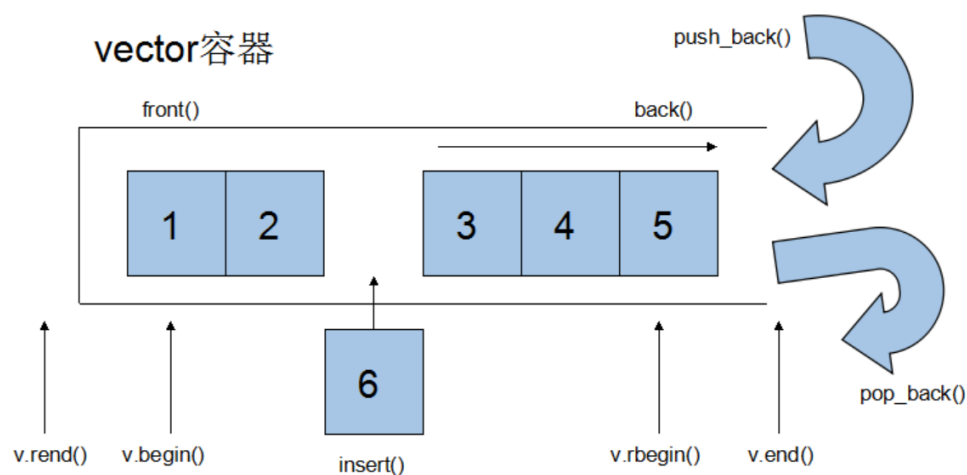 vector容器
push_back()
front()
back()
1 2 3 4 5
6
pop_back()
v.rend() v.begin() insert() v.rbegin() v.end()